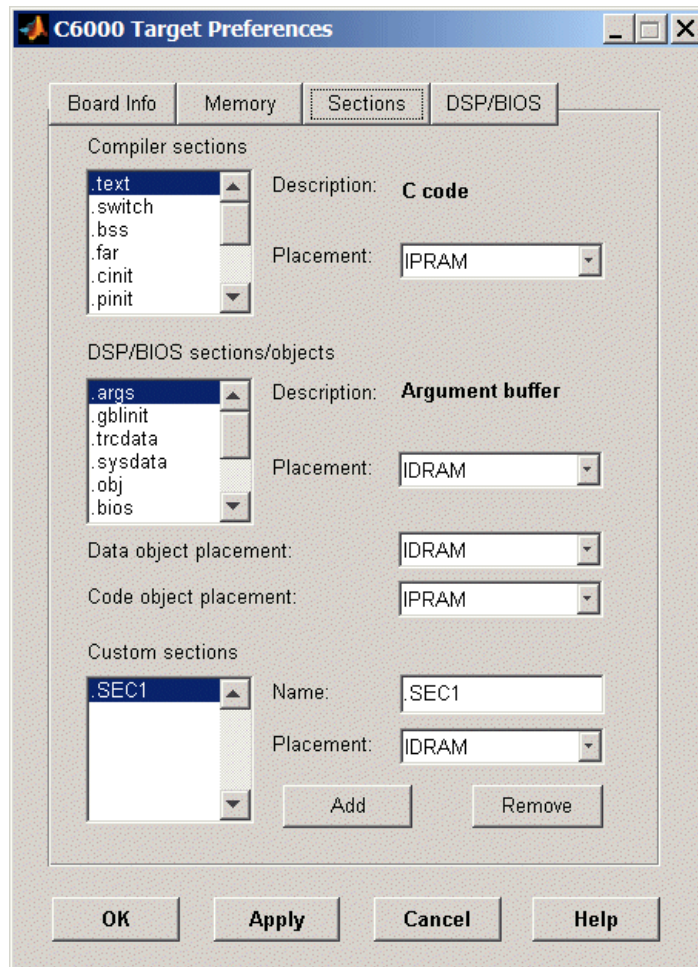 C6000 Target Preferences
Board Info Memory Sections DSP/BIOS
Compiler sections
.text
.switch
.bss
.far
.cinit
.pinit
Description: C code
Placement: IPRAM
DSP/BIOS sections/objects
.args
.gblinit
.trcdata
.sysdata
.obj
.bios
Description: Argument buffer
Placement: IDRAM
Data object placement: IDRAM
Code object placement: IPRAM
Custom sections
.SEC1
Name: .SEC1
Placement: IDRAM
Add Remove
OK Apply Cancel Help